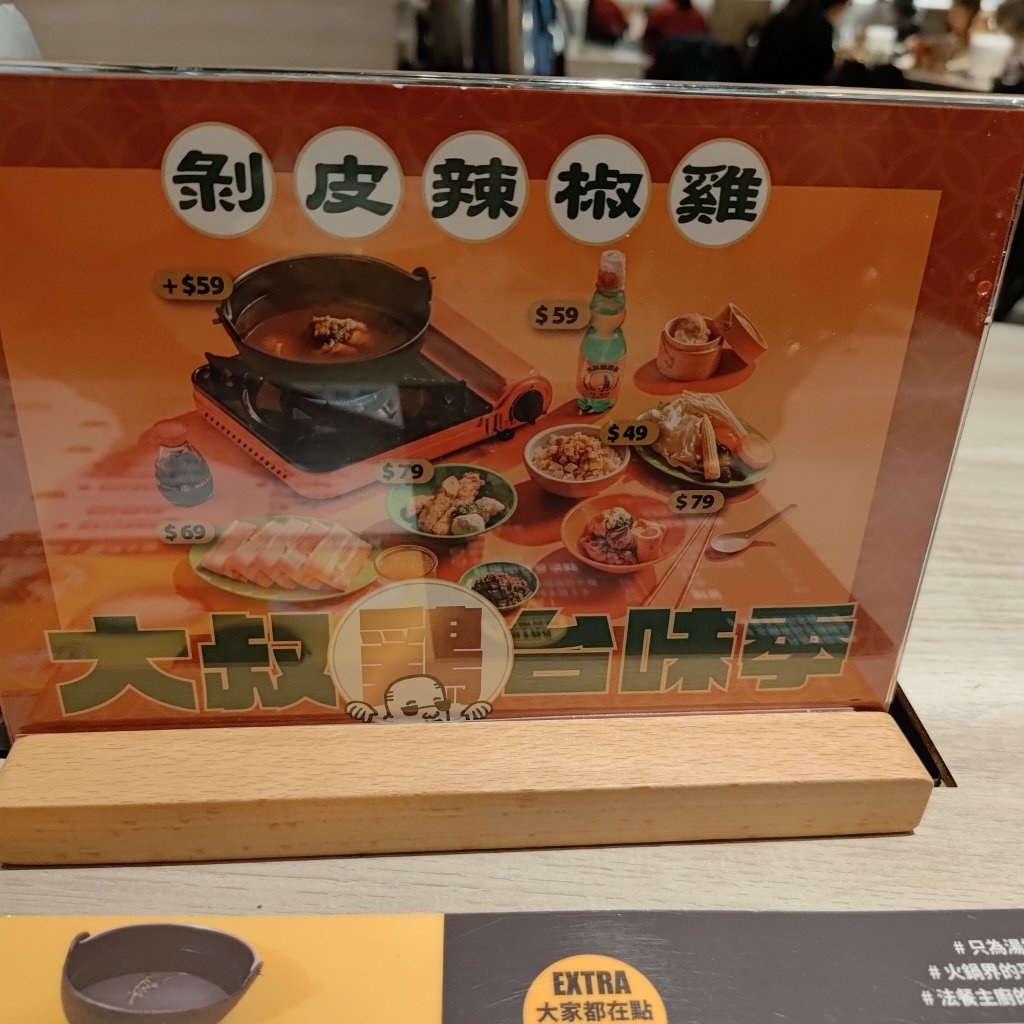 剝皮辣椒雞
+$59
$59
$49
$79
$79
$69
大叔
台味季
EXTRA
大家都在點
#只為湯
#火鍋界的
#法餐主廚的